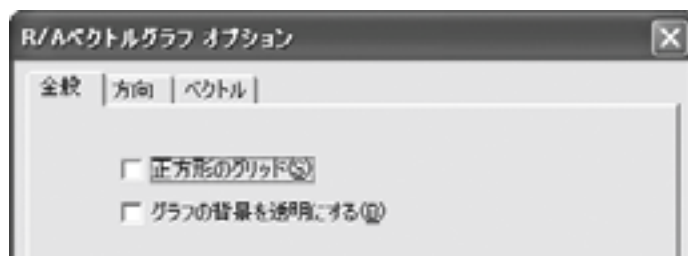 R/Aベクトルグラフ オプション
全般 方向 ベクトル
正方形のグリッド(S)
グラフの背景を透明にする(D)